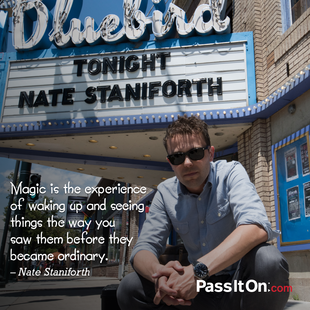 Bluebird
TONIGHT
NATE STANIFORTH
Magic is the experience
of waking up and seeing
things the way you
saw them before they
became ordinary.
– Nate Staniforth
PassItOn.com